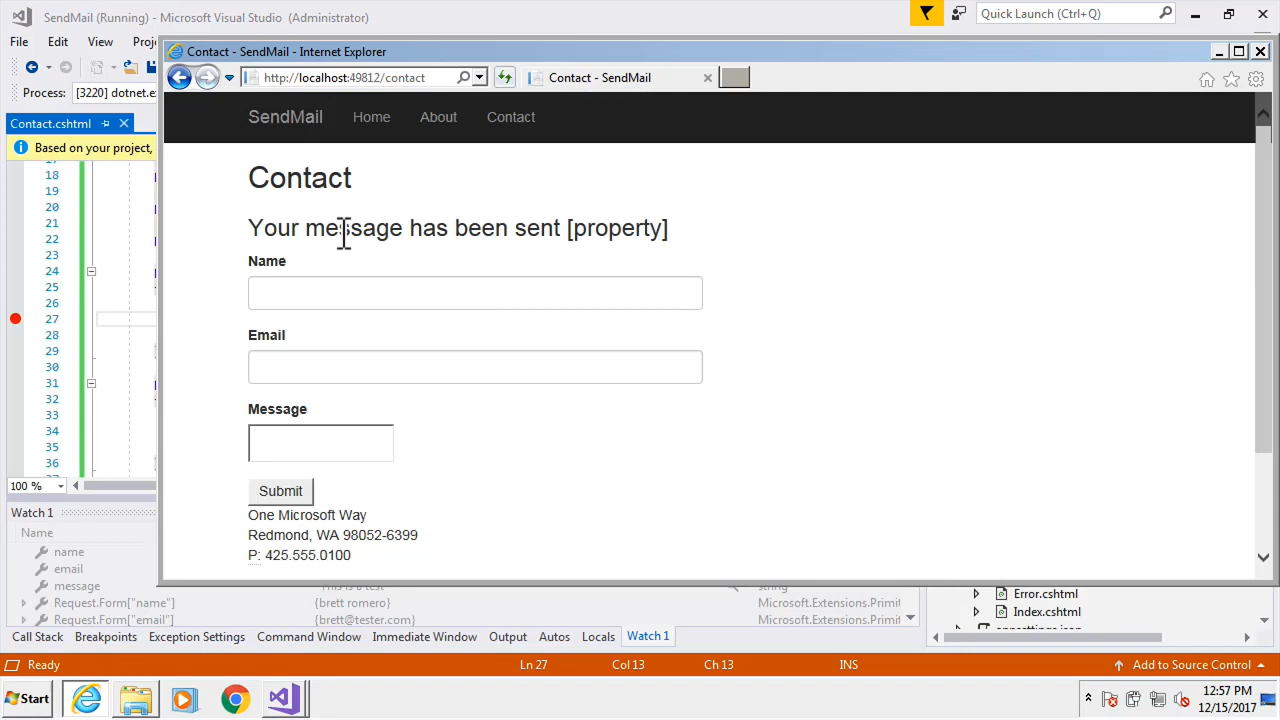 SendMail (Running) - Microsoft Visual Studio (Administrator)
Quick Launch (Ctrl+Q)
File Edit View
Process: [3220] dotnet.e
Contact.cshtml
Based on your project,
Contact - SendMail - Internet Explorer
http://localhost:49812/contact
Contact - SendMail
SendMail Home About Contact
Contact
Your message has been sent [property]
Name
Email
Message
Submit
One Microsoft Way
Redmond, WA 98052-6399
P: 425.555.0100
18
19
20
21
22
23
24
25
26
27
28
29
30
31
32
33
34
35
36
100 %
Watch 1
Name
name
email
message string
Request.Form["name"] {brett romero} Microsoft.Extensions.Primit
Request.Form["email"] {brett@tester.com} Microsoft.Extensions.Primit
Error.cshtml
Index.cshtml
Call Stack Breakpoints Exception Settings Command Window Immediate Window Output Autos Locals Watch 1
Ready Ln 27 Col 13 Ch 13 INS Add to Source Control
Start
12:57 PM
12/15/2017